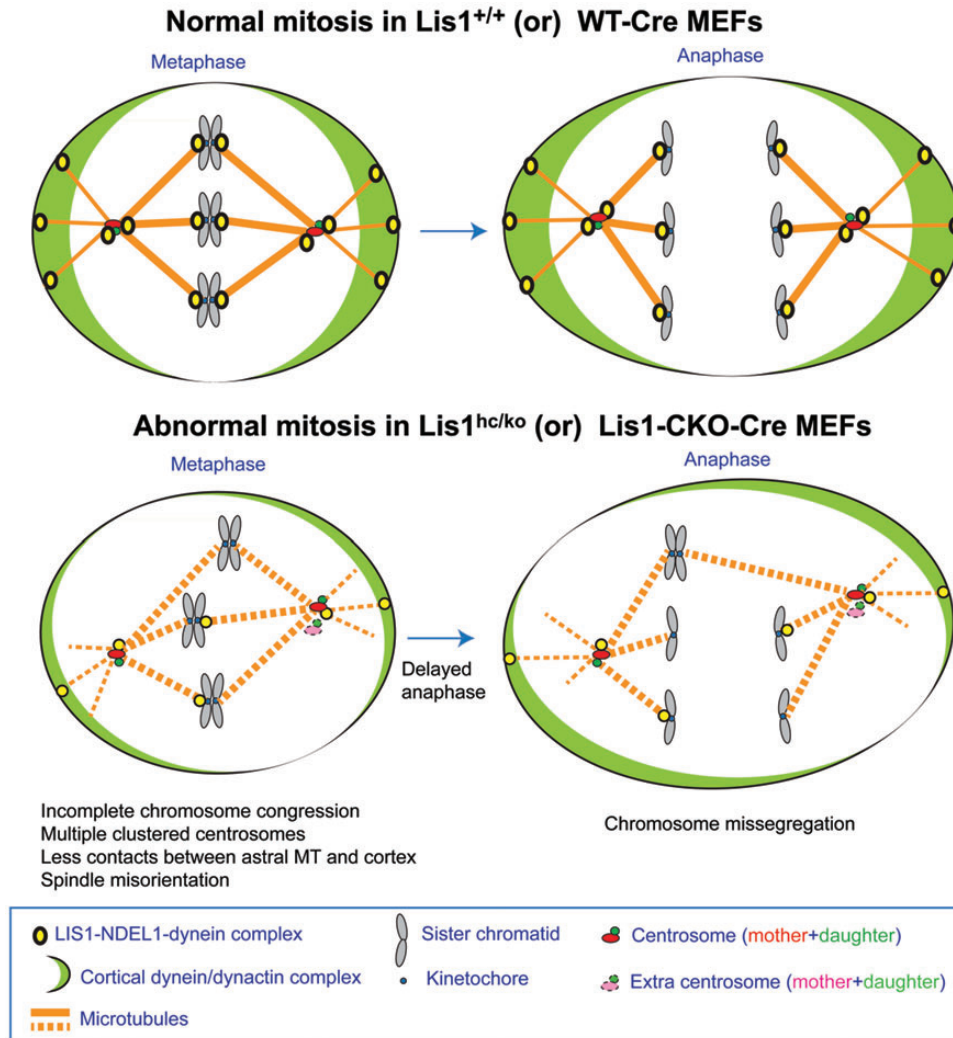 Normal mitosis in Lis1+/+ (or) WT-Cre MEFs
Metaphase
Anaphase
Abnormal mitosis in Lis1hc/ko (or) Lis1-CKO-Cre MEFs
Metaphase
Anaphase
Delayed
anaphase
Incomplete chromosome congression
Multiple clustered centrosomes
Less contacts between astral MT and cortex
Spindle misorientation
Chromosome missegregation
LIS1-NDEL1-dynein complex
Sister chromatid
Centrosome (mother+daughter)
Cortical dynein/dynactin complex
Kinetochore
Extra centrosome (mother+daughter)
Microtubules